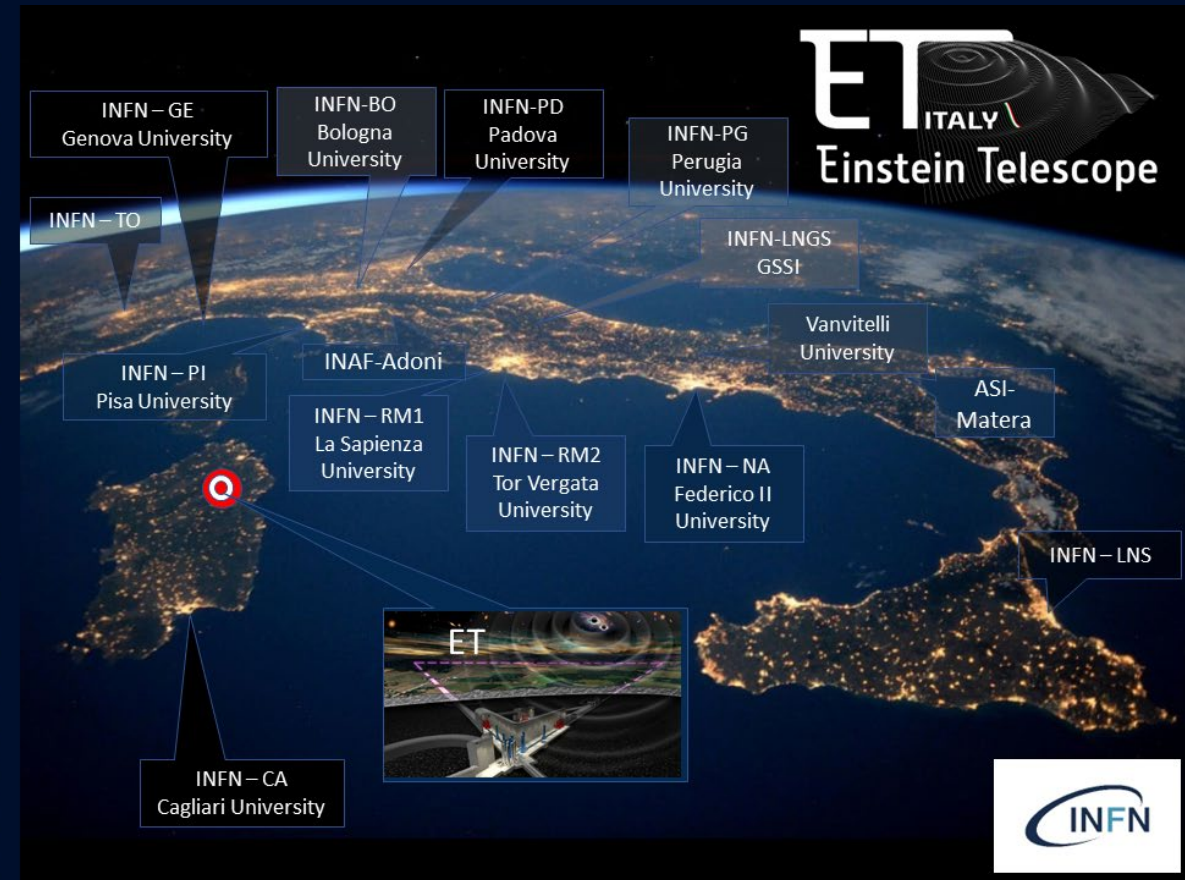 ET
ITALY
Einstein Telescope
INFN – GE
Genova University
INFN-BO
Bologna
University
INFN-PD
Padova
University
INFN-PG
Perugia
University
INFN – TO
INFN-LNGS
GSSI
Vanvitelli
University
INFN – PI
Pisa University
INAF-Adoni
ASI-
Matera
INFN – RM1
La Sapienza
University
INFN – RM2
Tor Vergata
University
INFN – NA
Federico II
University
INFN – LNS
ET
INFN – CA
Cagliari University
INFN